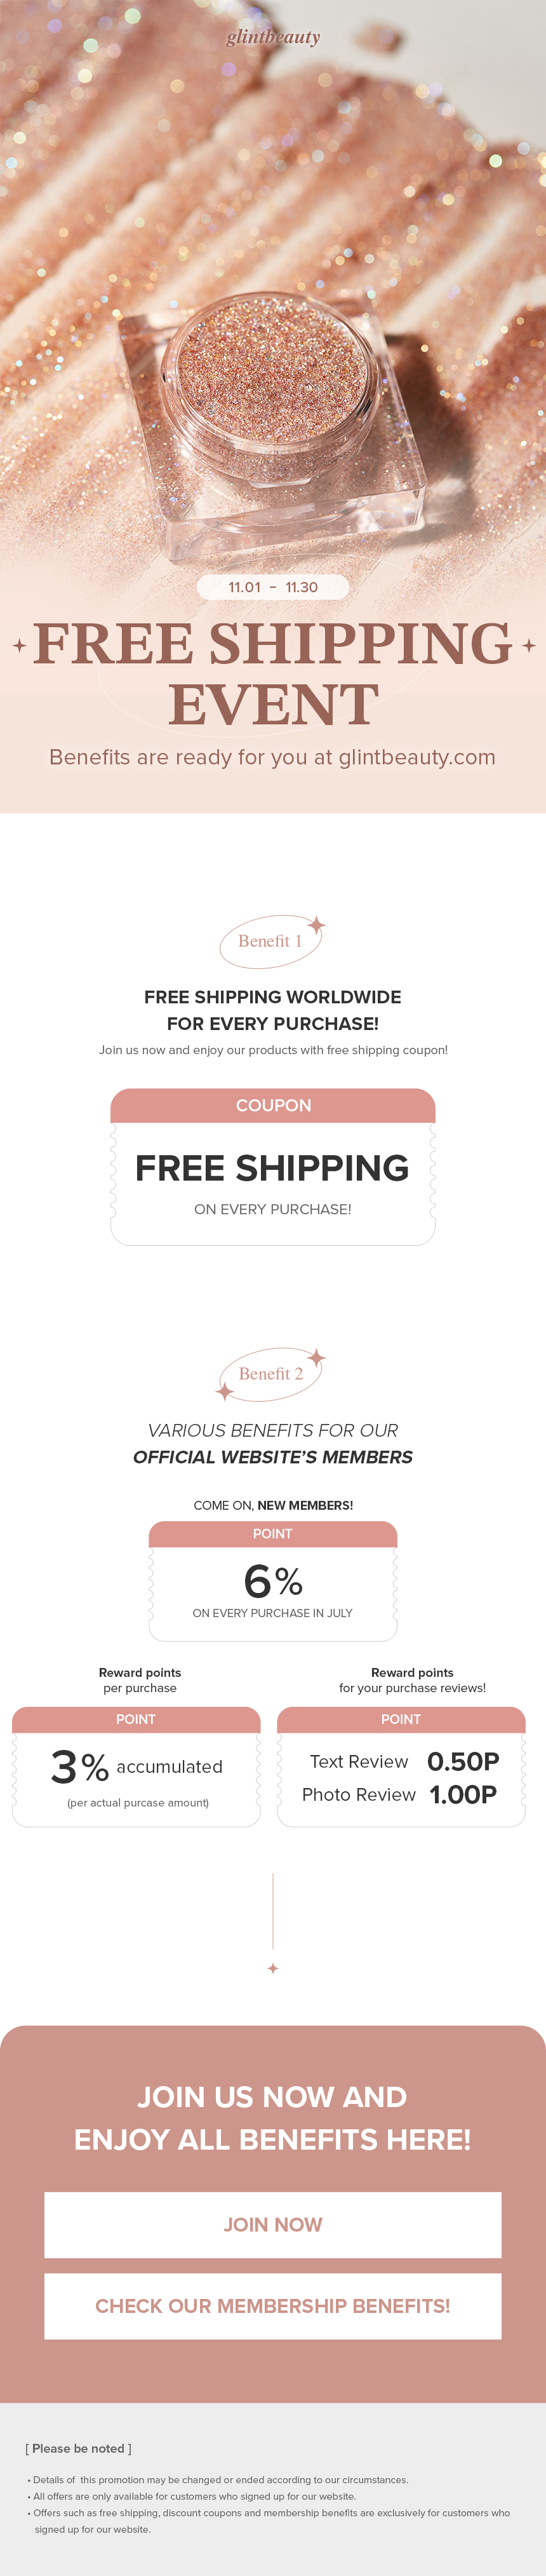 glintbeauty
11.01 – 11.30
FREE SHIPPING
EVENT
Benefits are ready for you at glintbeauty.com
Benefit 1
FREE SHIPPING WORLDWIDE
FOR EVERY PURCHASE!
Join us now and enjoy our products with free shipping coupon!
COUPON
FREE SHIPPING
ON EVERY PURCHASE!
Benefit 2
VARIOUS BENEFITS FOR OUR
OFFICIAL WEBSITE'S MEMBERS
COME ON, NEW MEMBERS!
POINT
6%
ON EVERY PURCHASE IN JULY
Reward points
per purchase
POINT
3% accumulated
(per actual purcase amount)
Reward points
for your purchase reviews!
POINT
Text Review 0.50P
Photo Review 1.00P
JOIN US NOW AND
ENJOY ALL BENEFITS HERE!
JOIN NOW
CHECK OUR MEMBERSHIP BENEFITS!
[ Please be noted ]
• Details of this promotion may be changed or ended according to our circumstances.
• All offers are only available for customers who signed up for our website.
• Offers such as free shipping, discount coupons and membership benefits are exclusively for customers who
signed up for our website.